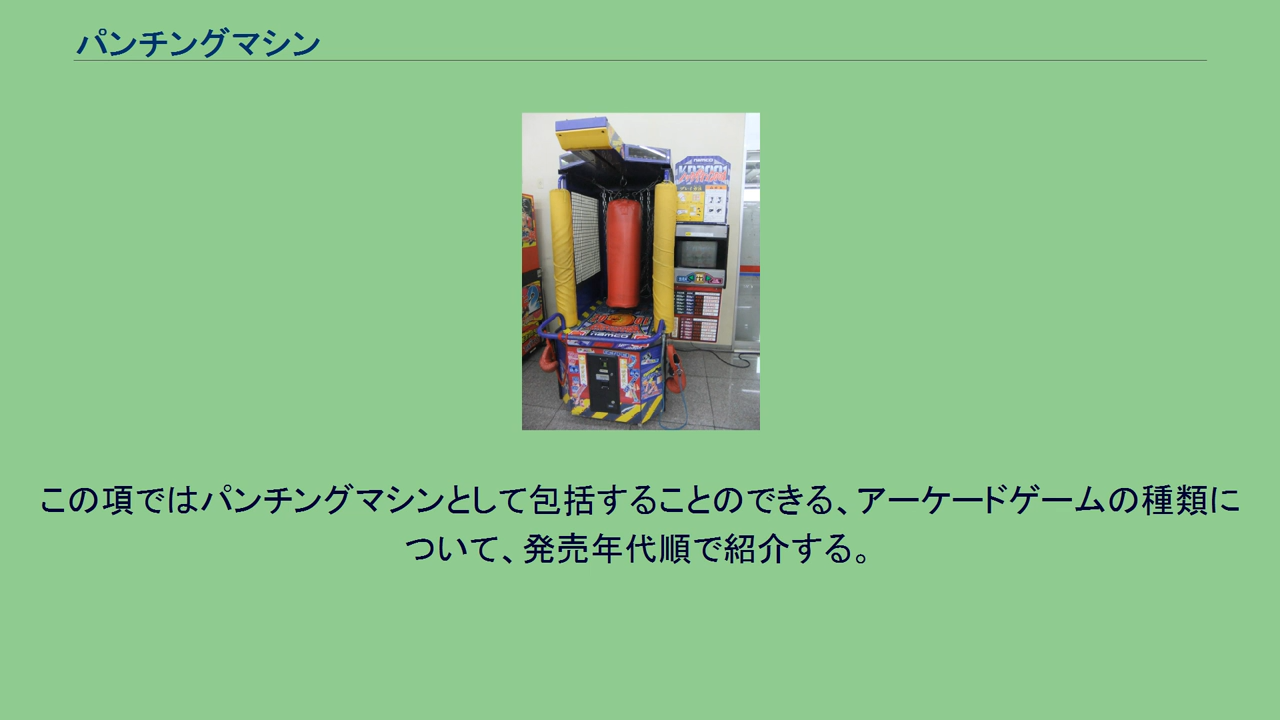 パンチングマシン
namco
この項ではパンチングマシンとして包括することのできる、アーケードゲームの種類に
ついて、発売年代順で紹介する。